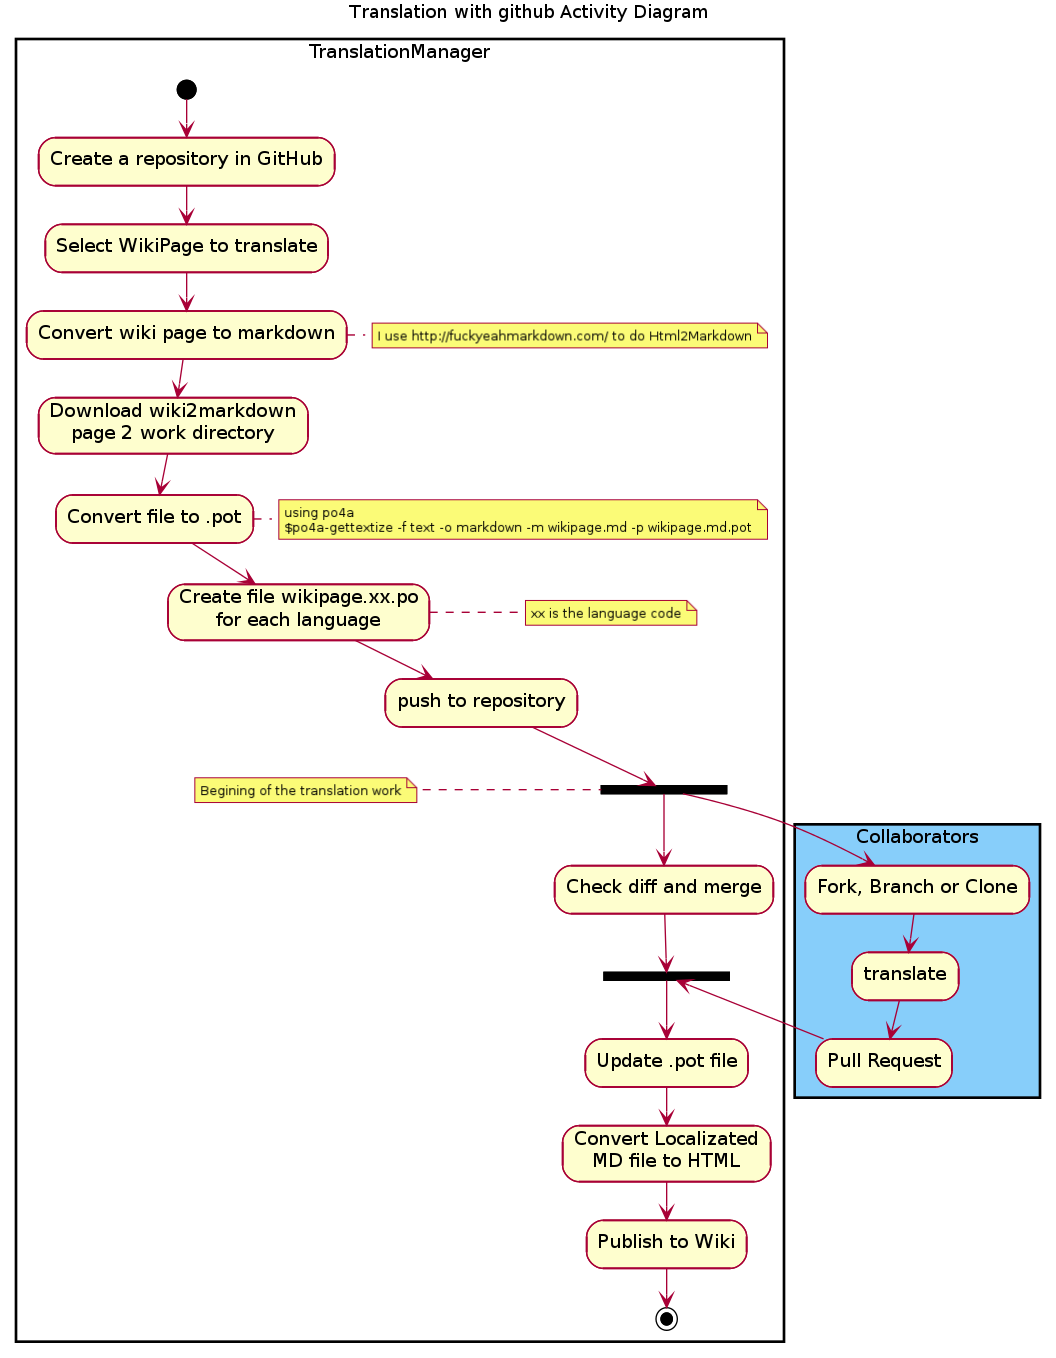 Translation with github Activity Diagram
TranslationManager
Create a repository in GitHub
Select WikiPage to translate
Convert wiki page to markdown
I use http://fuckyeahmarkdown.com/ to do Html2Markdown
Download wiki2markdown
page 2 work directory
Convert file to .pot
using po4a
$po4a-gettextize -f text -o markdown -m wikipage.md -p wikipage.md.pot
Create file wikipage.xx.po
for each language
xx is the language code
push to repository
Begining of the translation work
Collaborators
Check diff and merge
Fork, Branch or Clone
translate
Update .pot file
Pull Request
Convert Localizated
MD file to HTML
Publish to Wiki